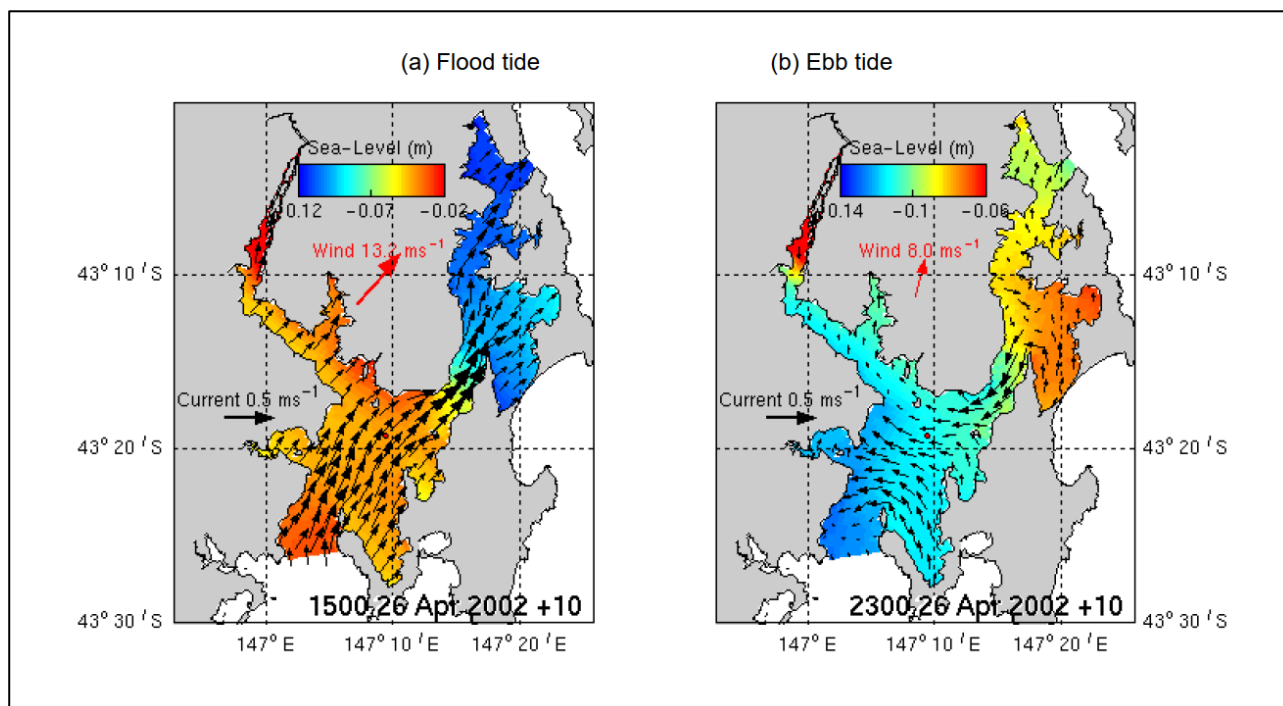 (a) Flood tide
(b) Ebb tide
Sea-Level (m)
0.12 −0.07 −0.02
Wind 13.2 ms⁻¹
43° 10 ' S
Current 0.5 ms⁻¹
43° 20 ' S
43° 30 ' S
1500 26 Apr 2002 +10
147° E
147° 10 ' E
147° 20 ' E
Sea-Level (m)
0.14 −0.1 −0.06
Wind 8.0 ms⁻¹
43° 10 ' S
Current 0.5 ms⁻¹
43° 20 ' S
43° 30 ' S
2300 26 Apr 2002 +10
147° E
147° 10 ' E
147° 20 ' E